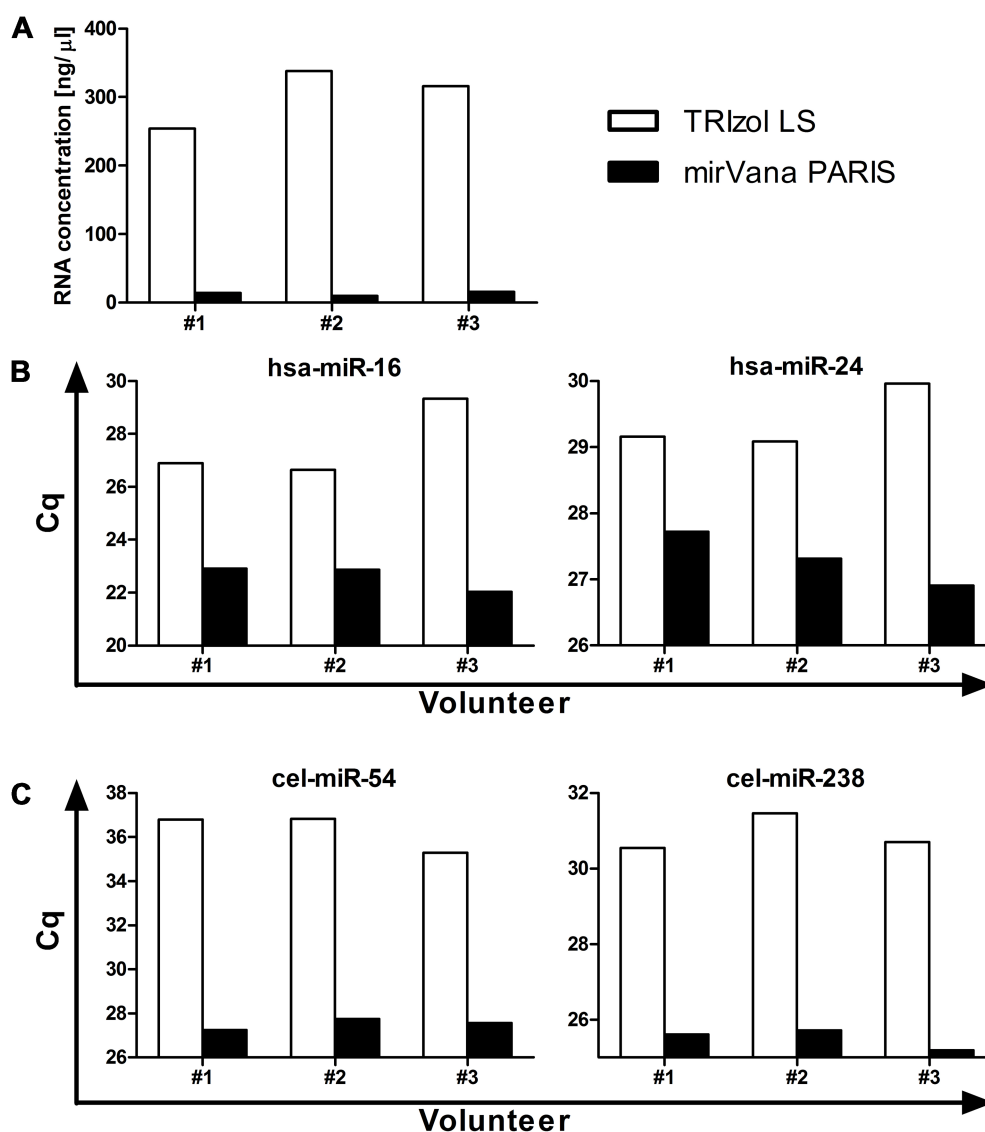 A
RNA concentration [ng/ µl]
400
300
200
100
0
#1 #2 #3
TRIzol LS
mirVana PARIS
B
Cq
hsa-miR-16
30
28
26
24
22
20
#1 #2 #3
hsa-miR-24
30
29
28
27
26
#1 #2 #3
Volunteer
C
Cq
cel-miR-54
38
36
34
32
30
28
26
#1 #2 #3
cel-miR-238
32
30
28
26
#1 #2 #3
Volunteer